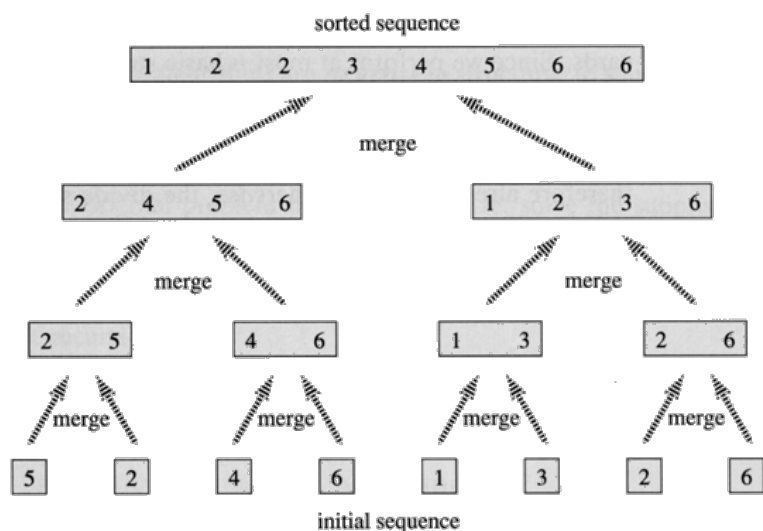 sorted sequence
1 2 2 3 4 5 6 6
merge
2 4 5 6 1 2 3 6
merge merge
2 5 4 6 1 3 2 6
merge merge merge merge
5 2 4 6 1 3 2 6
initial sequence